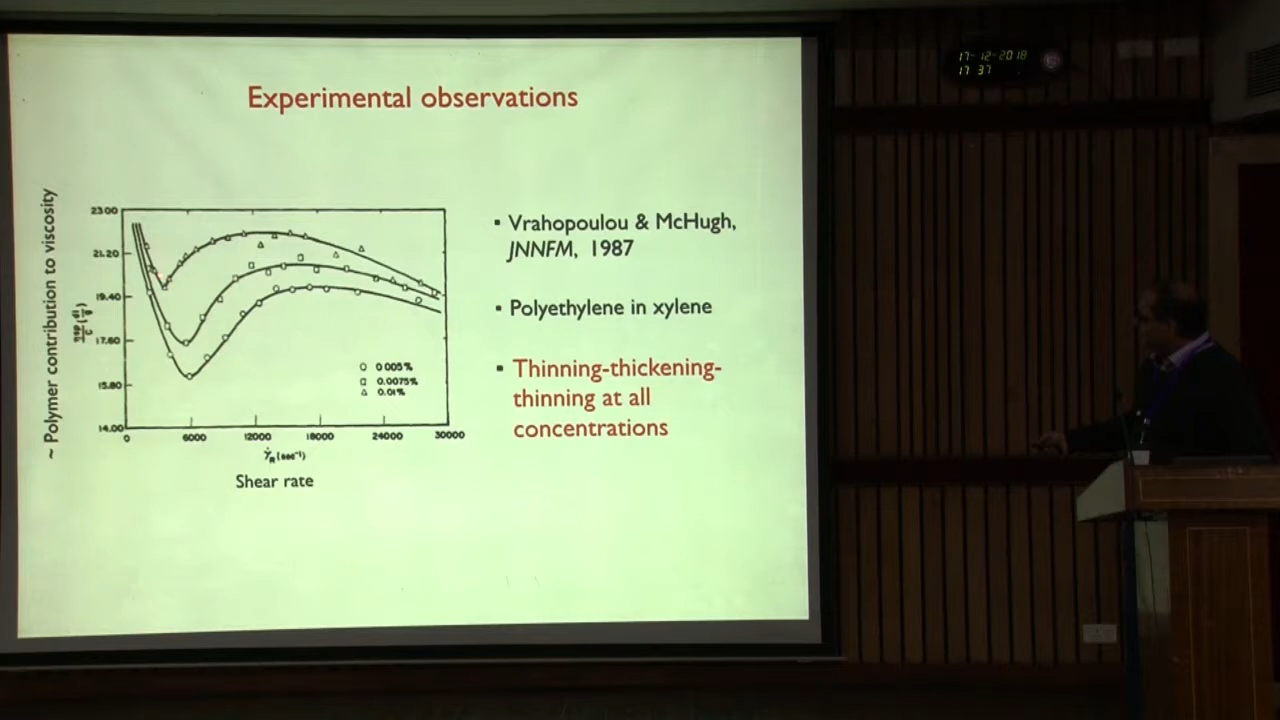 17-12-2018
17 37
Experimental observations
~ Polymer contribution to viscosity
23.00
21.20
19.40
17.60
15.80
14.00
0
6000
12000
18000
24000
30000
○ 0.005%
□ 0.0075%
△ 0.01%
γ̇R (sec⁻¹)
Shear rate
▪ Vrahopoulou & McHugh,
JNNFM, 1987
▪ Polyethylene in xylene
▪ Thinning-thickening-
thinning at all
concentrations